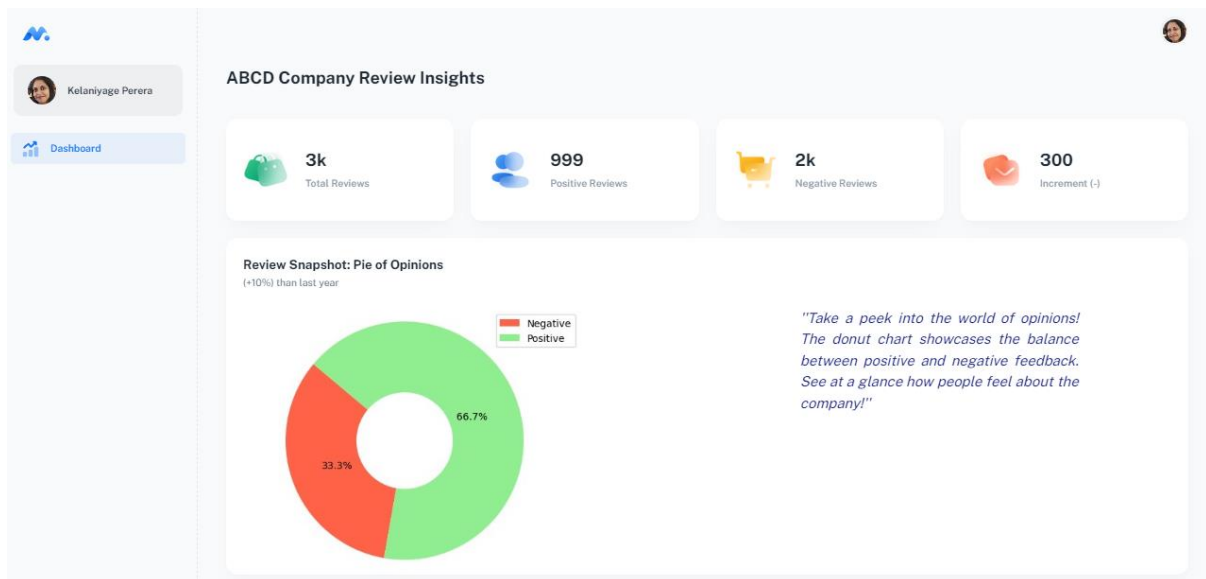 Kelaniyage Perera
Dashboard
ABCD Company Review Insights
3k
Total Reviews
999
Positive Reviews
2k
Negative Reviews
300
Increment (-)
Review Snapshot: Pie of Opinions
(+10%) than last year
Negative
Positive
66.7%
33.3%
"Take a peek into the world of opinions!
The donut chart showcases the balance
between positive and negative feedback.
See at a glance how people feel about the
company!"